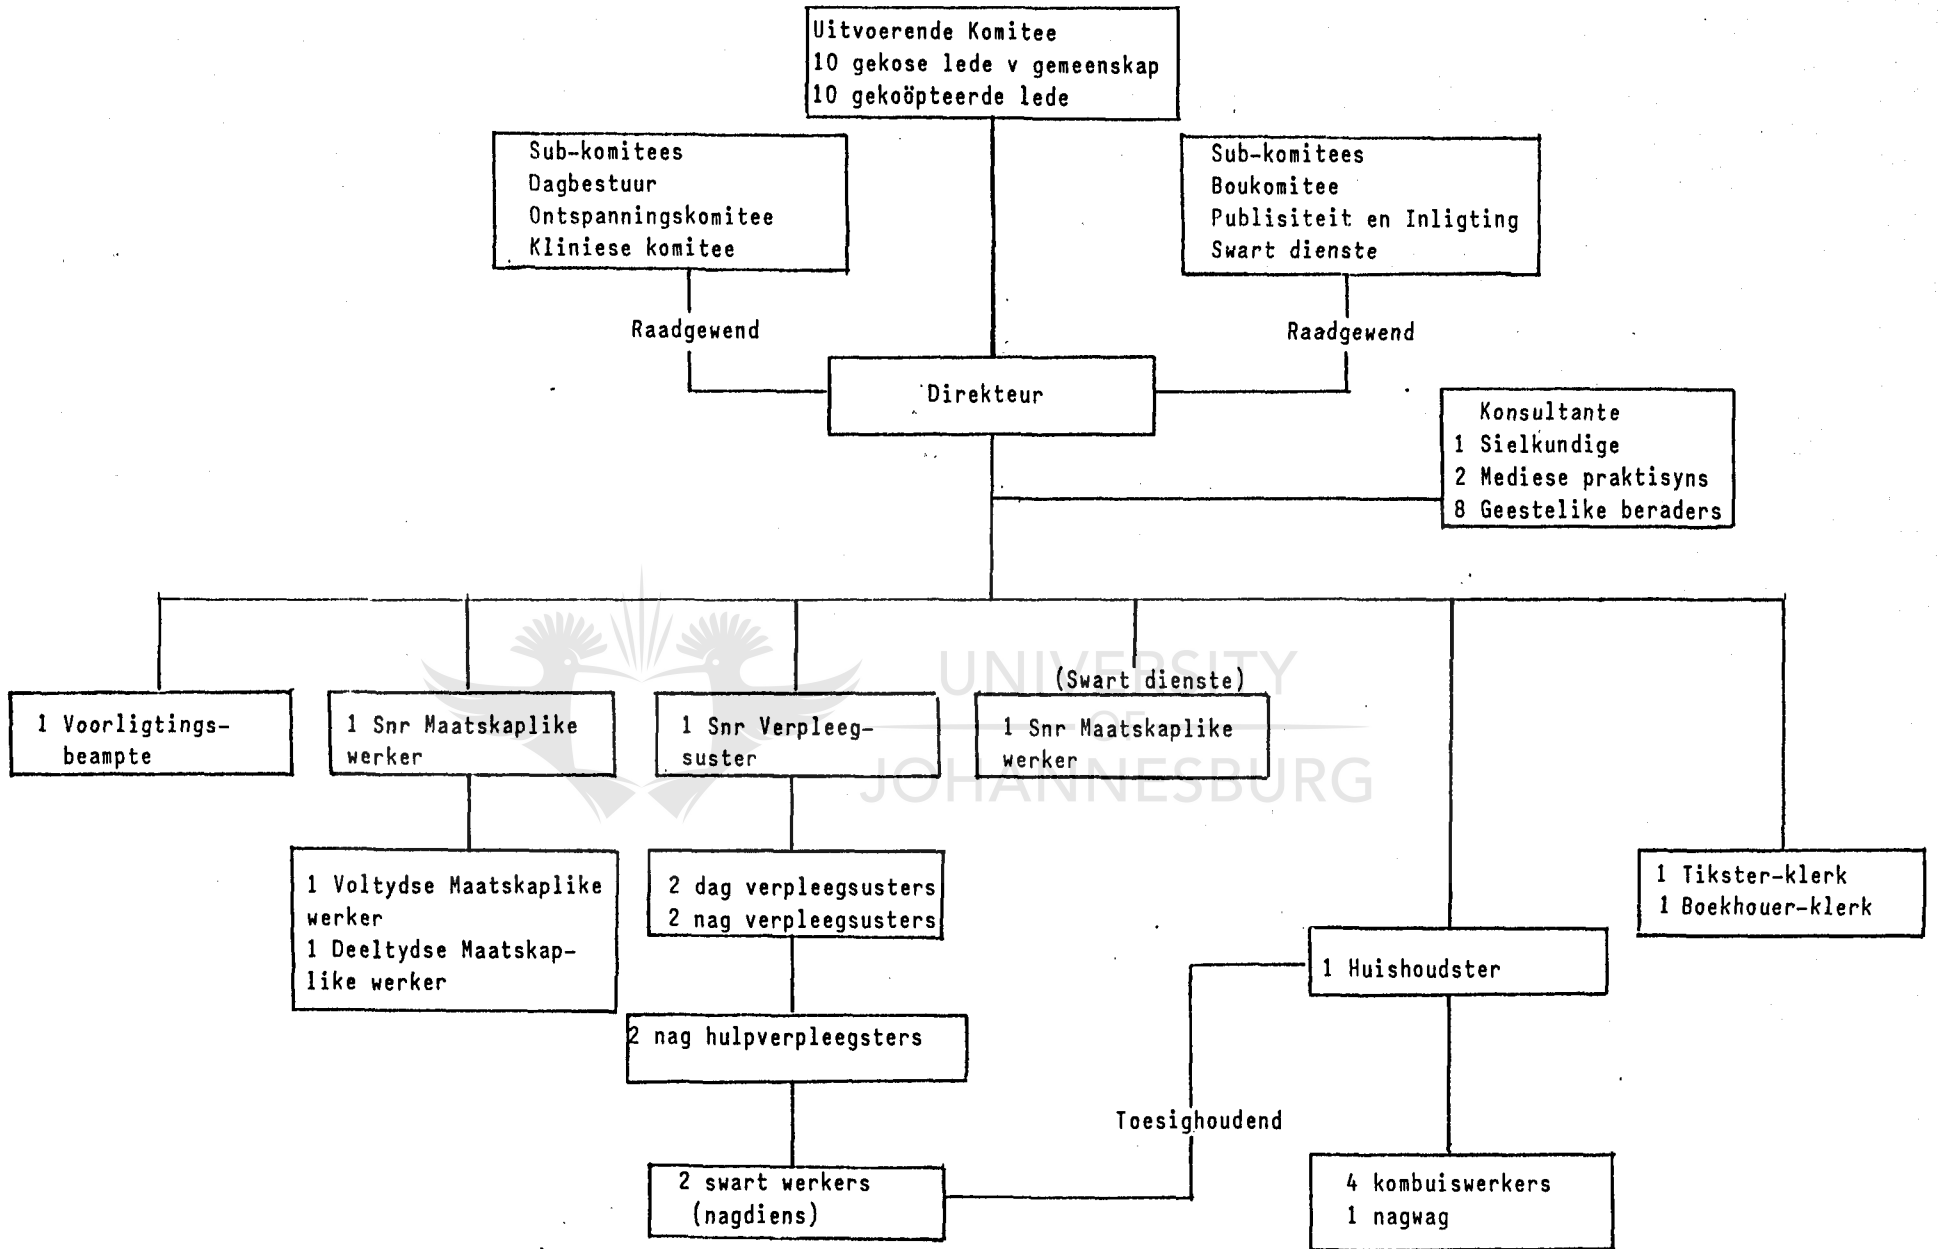 Uitvoerende Komitee
10 gekose lede v gemeenskap
10 gekoöpteerde lede
Sub-komitees
Dagbestuur
Ontspanningskomitee
Kliniese komitee
Sub-komitees
Boukomitee
Publisiteit en Inligting
Swart dienste
Raadgewend
Raadgewend
Direkteur
Konsultante
1 Sielkundige
2 Mediese praktisyns
8 Geestelike beraders
UNIVERSITY
OF
JOHANNESBURG
1 Voorligtings-
beampte
1 Snr Maatskaplike
werker
1 Snr Verpleeg-
suster
(Swart dienste)
1 Snr Maatskaplike
werker
1 Voltydse Maatskaplike
werker
1 Deeltydse Maatskap-
like werker
2 dag verpleegsusters
2 nag verpleegsusters
1 Tikster-klerk
1 Boekhouer-klerk
1 Huishoudster
2 nag hulpverpleegsters
Toesighoudend
2 swart werkers
(nagdiens)
4 kombuiswerkers
1 nagwag